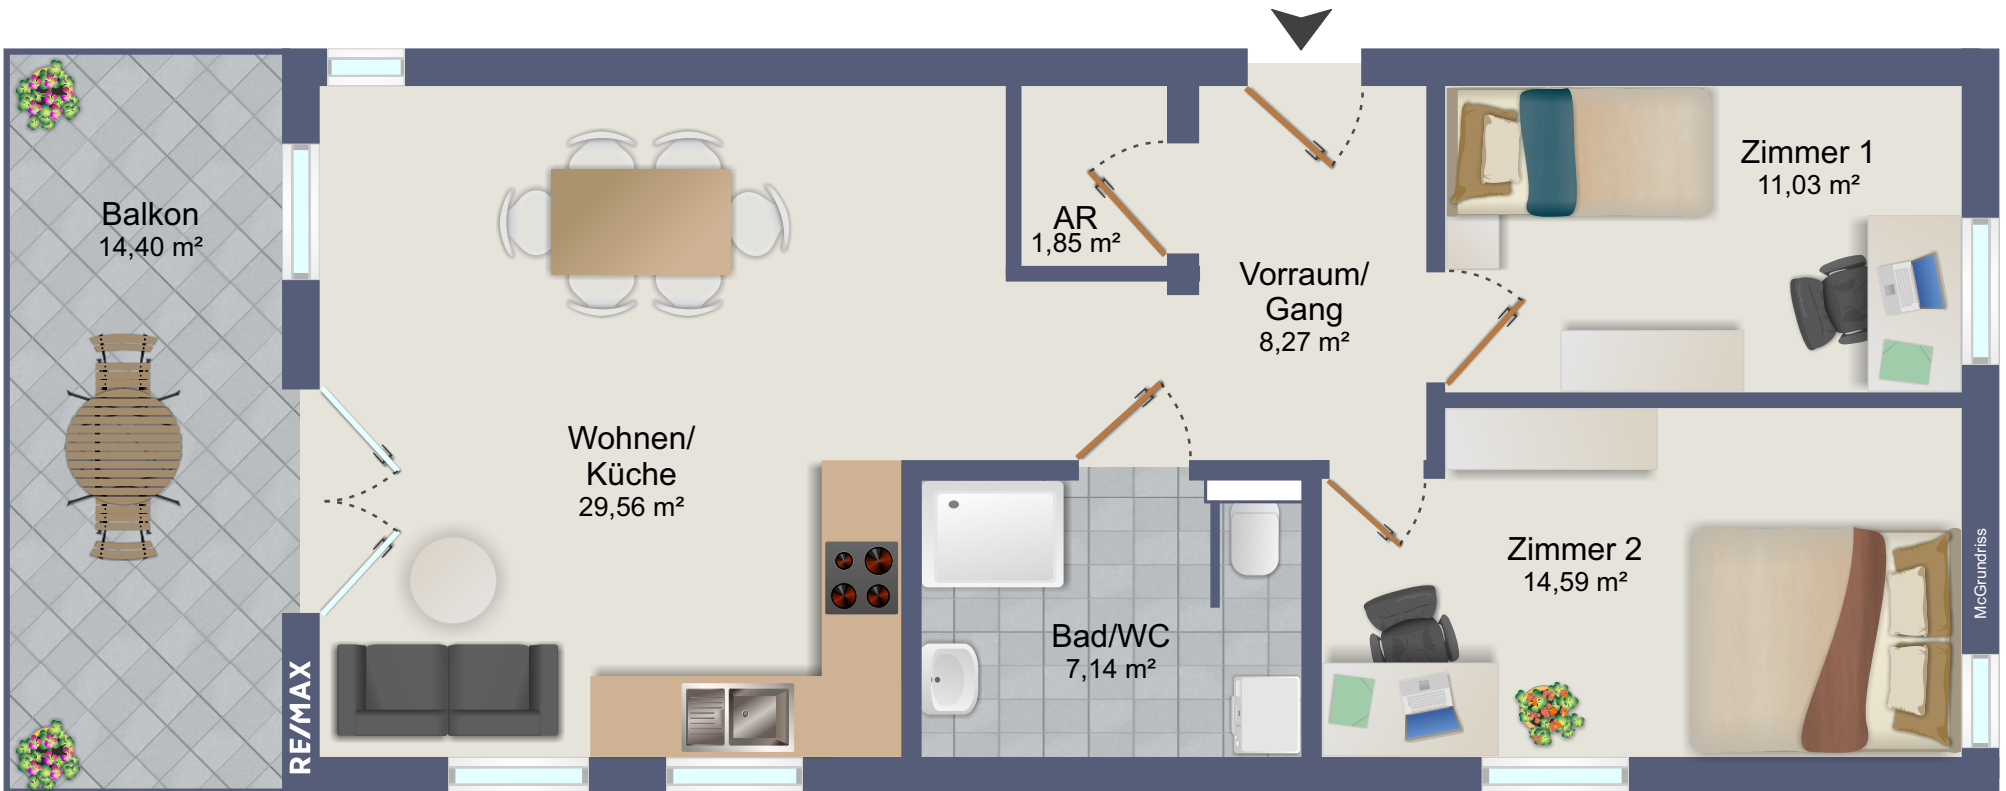 Balkon
14,40 m²
Wohnen/
Küche
29,56 m²
AR
1,85 m²
Vorraum/
Gang
8,27 m²
Zimmer 1
11,03 m²
Zimmer 2
14,59 m²
Bad/WC
7,14 m²
RE/MAX
McGrundriss